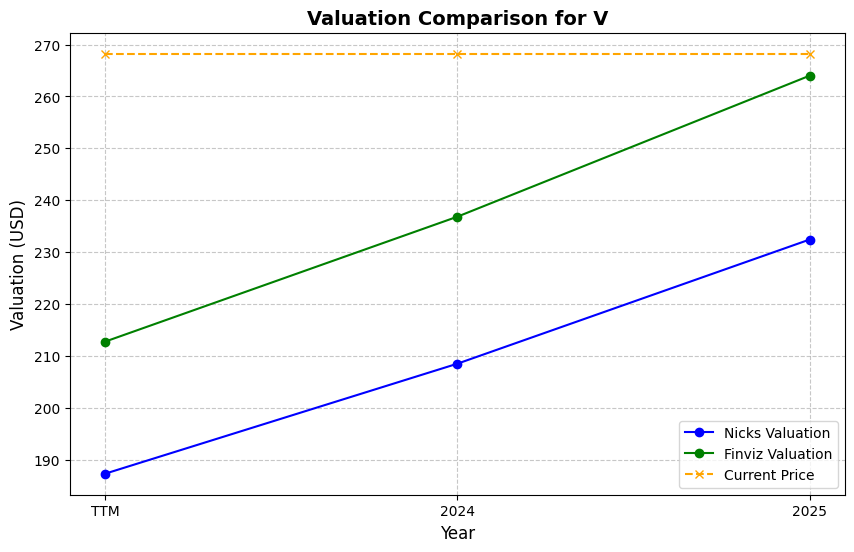 Valuation Comparison for V
Valuation (USD)
270
260
250
240
230
220
210
200
190
TTM
2024
2025
Year
Nicks Valuation
Finviz Valuation
Current Price